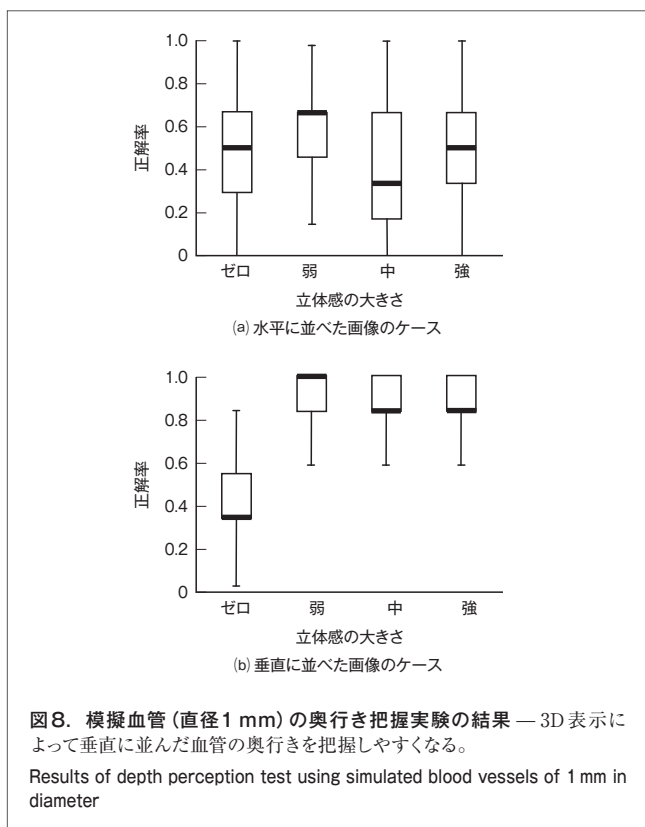 1.0
0.8
0.6
0.4
0.2
0
正解率
ゼロ 弱 中 強
立体感の大きさ
(a) 水平に並べた画像のケース
1.0
0.8
0.6
0.4
0.2
0
正解率
ゼロ 弱 中 強
立体感の大きさ
(b) 垂直に並べた画像のケース
図8. 模擬血管(直径1 mm)の奥行き把握実験の結果 — 3D表示に
よって垂直に並んだ血管の奥行きを把握しやすくなる。
Results of depth perception test using simulated blood vessels of 1 mm in
diameter